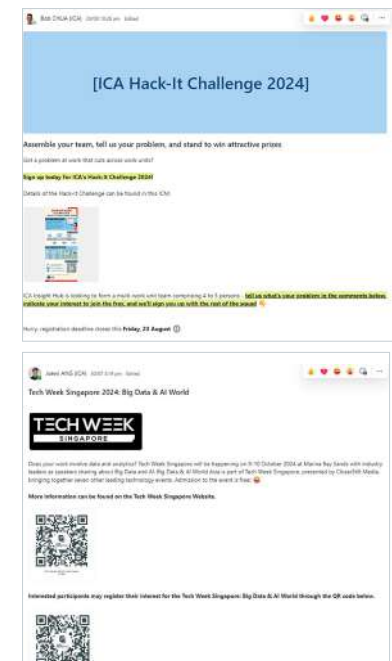 (ICA)
Edited
[ICA Hack-It Challenge 2024]
Assemble your team, tell us your problem, and stand to win attractive prizes
Got a problem at work that cuts across work units?
Sign up today for ICA's Hack-It Challenge 2024!
Details of the Hack-it Challenge can be found in this ICM:
ICA Insight Hub is looking to form a multi work unit team comprising 4 to 5 persons - tell us what's your problem in the comments below,
indicate your interest to join the fray, and we'll sign you up with the rest of the squad
Hurry, registration deadline closes this Friday, 23 August
(ICA)
Edited
Tech Week Singapore 2024: Big Data & AI World
TECH WEEK
SINGAPORE
Does your work involve data and analytics? Tech Week Singapore will be happening on 9-10 October 2024 at Marina Bay Sands with industry
leaders as speakers sharing about Big Data and AI. Big Data & AI World Asia is part of Tech Week Singapore, presented by CloserStill Media,
bringing together seven other leading technology events. Admission to the event is free.
More information can be found on the Tech Week Singapore Website.
Interested participants may register their interest for the Tech Week Singapore: Big Data & AI World through the QR code below.